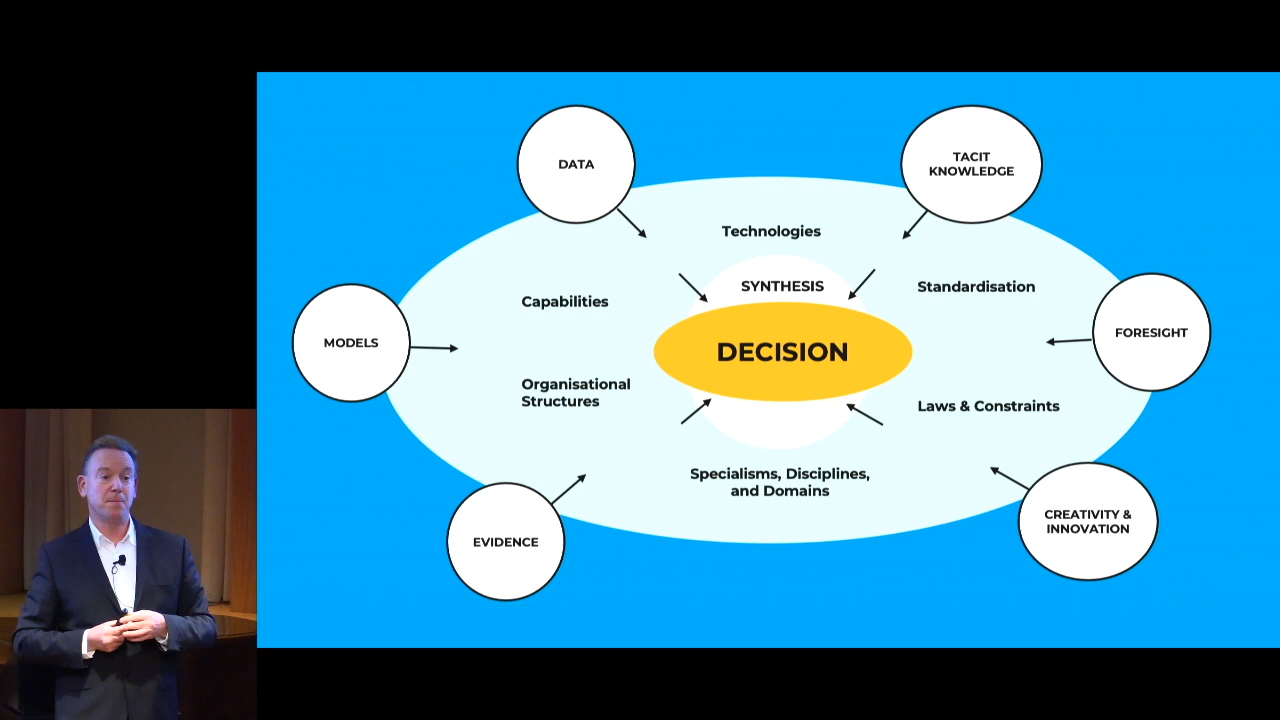 DATA
TACIT
KNOWLEDGE
Technologies
SYNTHESIS
Standardisation
Capabilities
MODELS
FORESIGHT
DECISION
Organisational
Structures
Laws & Constraints
Specialisms, Disciplines,
and Domains
EVIDENCE
CREATIVITY &
INNOVATION